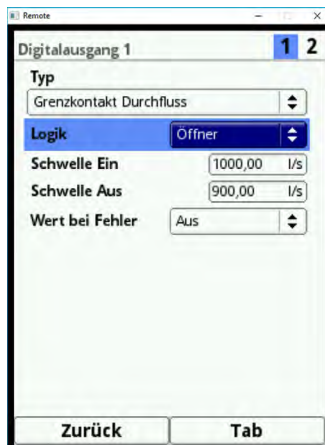 Remote
Digitalausgang 1 1 2
Typ
Grenzkontakt Durchfluss
Logik Öffner
Schwelle Ein 1000,00 l/s
Schwelle Aus 900,00 l/s
Wert bei Fehler Aus
Zurück Tab